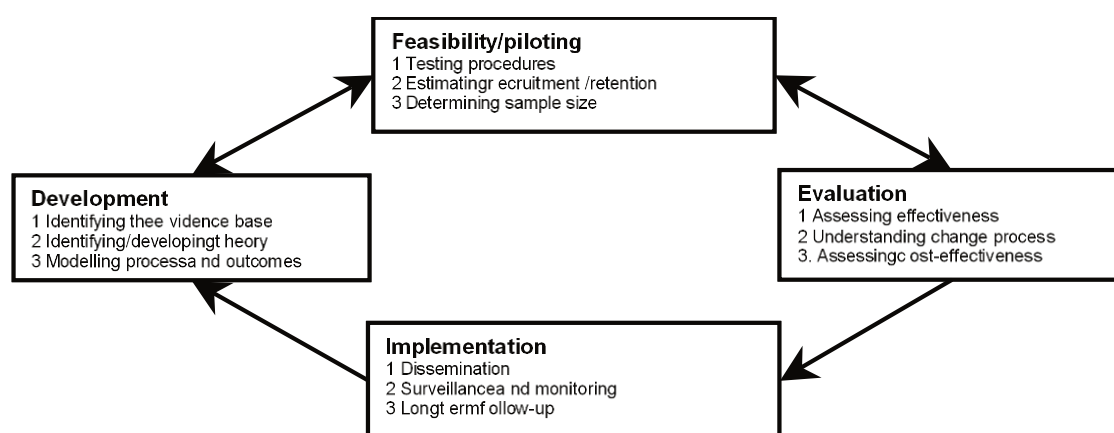 Feasibility/piloting
1 Testing procedures
2 Estimatingr ecruitment /retention
3 Determining sample size
Development
1 Identifying thee vidence base
2 Identifying/developingt heory
3 Modelling processa nd outcomes
Evaluation
1 Assessing effectiveness
2 Understanding change process
3. Assessingc ost-effectiveness
Implementation
1 Dissemination
2 Surveillancea nd monitoring
3 Longt ermf ollow-up